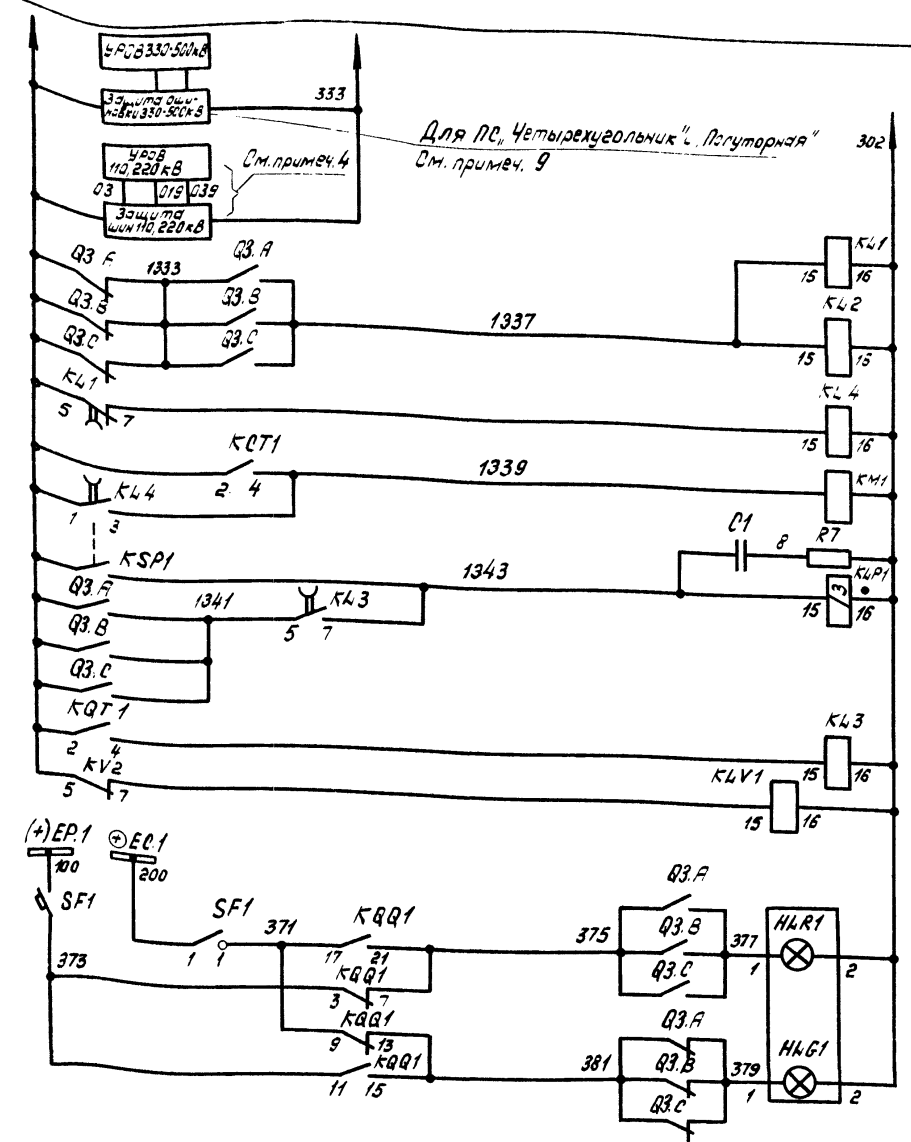 УРОВ 330-500кВ
Защита оши-
новки 330-500кВ
333
Для ПС „Четырехугольник" и „Полуторная"
См. примеч. 9
302
УРОВ
110,220 кВ
См. примеч. 4
03
019
039
Защита
шин 110,220кВ
Q3.A
1333
Q3.A
KL1
15
16
Q3.B
Q3.B
1337
KL2
Q3.C
Q3.C
15
16
KL1
5
7
KL4
15
16
KCT1
2
4
1339
KM1
KL4
1
3
C1
8
R7
KSP1
1343
KLP1
3
15
16
Q3.A
1341
KL3
5
7
Q3.B
Q3.C
KQT1
2
4
KL3
15
16
KV2
5
7
KLV1
15
16
(+)EP.1
100
⊕EC.1
200
SF1
SF1
1
1
371
KQQ1
17
21
375
Q3.A
Q3.B
Q3.C
377
HLR1
1
2
373
KQQ1
3
7
KQQ1
9
13
KQQ1
11
15
381
Q3.A
Q3.B
Q3.C
379
HLG1
1
2